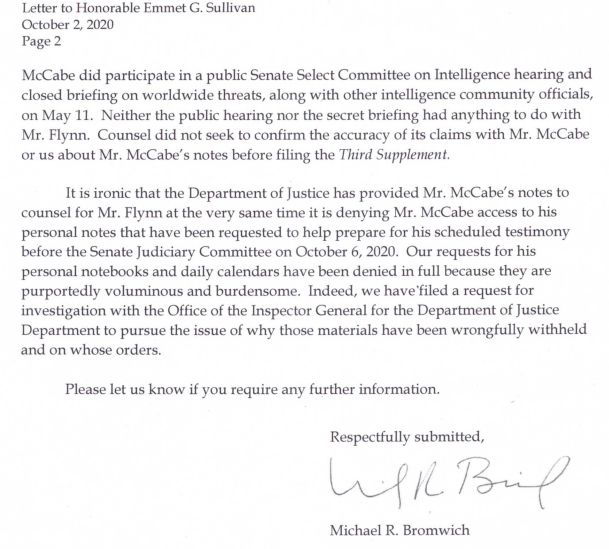 Letter to Honorable Emmet G. Sullivan
October 2, 2020
Page 2
McCabe did participate in a public Senate Select Committee on Intelligence hearing and
closed briefing on worldwide threats, along with other intelligence community officials,
on May 11.  Neither the public hearing nor the secret briefing had anything to do with
Mr. Flynn.  Counsel did not seek to confirm the accuracy of its claims with Mr. McCabe
or us about Mr. McCabe's notes before filing the Third Supplement.
It is ironic that the Department of Justice has provided Mr. McCabe's notes to
counsel for Mr. Flynn at the very same time it is denying Mr. McCabe access to his
personal notes that have been requested to help prepare for his scheduled testimony
before the Senate Judiciary Committee on October 6, 2020.  Our requests for his
personal notebooks and daily calendars have been denied in full because they are
purportedly voluminous and burdensome.  Indeed, we have filed a request for
investigation with the Office of the Inspector General for the Department of Justice
Department to pursue the issue of why those materials have been wrongfully withheld
and on whose orders.
Please let us know if you require any further information.
Respectfully submitted,
Michael R. Bromwich